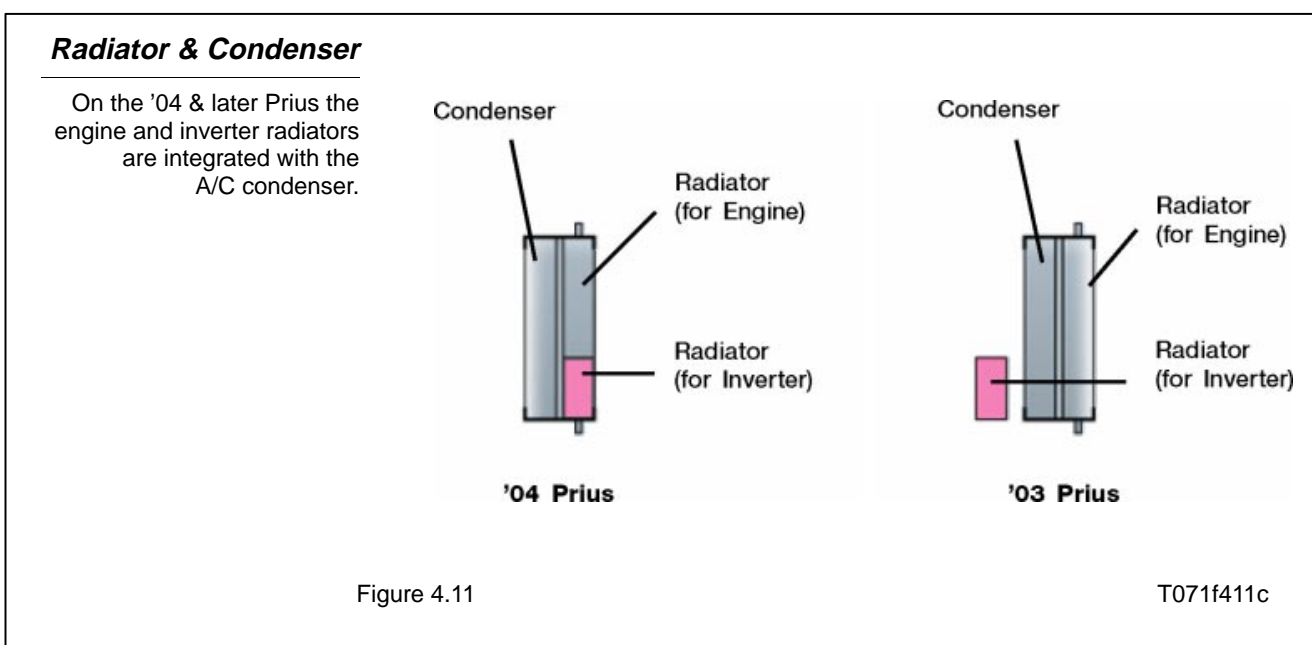 Radiator & Condenser
On the ’04 & later Prius the
engine and inverter radiators
are integrated with the
A/C condenser.
Condenser
Radiator
(for Engine)
Radiator
(for Inverter)
’04 Prius
Condenser
Radiator
(for Engine)
Radiator
(for Inverter)
’03 Prius
Figure 4.11
T071f411c